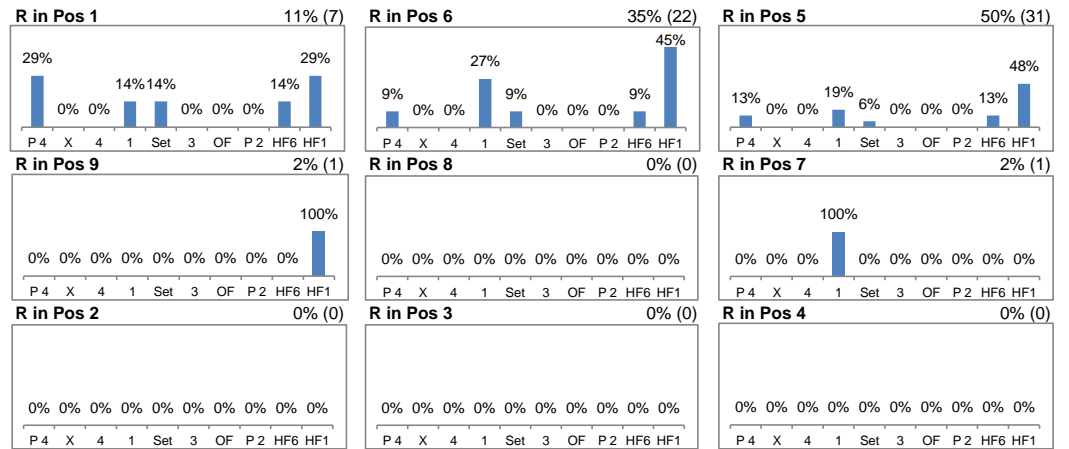 R in Pos 1 11% (7)
29% 0% 0% 14% 14% 0% 0% 0% 14% 29%
P 4 X 4 1 Set 3 OF P 2 HF6 HF1
R in Pos 6 35% (22)
9% 0% 0% 27% 9% 0% 0% 0% 9% 45%
P 4 X 4 1 Set 3 OF P 2 HF6 HF1
R in Pos 5 50% (31)
13% 0% 0% 19% 6% 0% 0% 0% 13% 48%
P 4 X 4 1 Set 3 OF P 2 HF6 HF1
R in Pos 9 2% (1)
0% 0% 0% 0% 0% 0% 0% 0% 0% 100%
P 4 X 4 1 Set 3 OF P 2 HF6 HF1
R in Pos 8 0% (0)
0% 0% 0% 0% 0% 0% 0% 0% 0% 0%
P 4 X 4 1 Set 3 OF P 2 HF6 HF1
R in Pos 7 2% (1)
0% 0% 0% 100% 0% 0% 0% 0% 0% 0%
P 4 X 4 1 Set 3 OF P 2 HF6 HF1
R in Pos 2 0% (0)
0% 0% 0% 0% 0% 0% 0% 0% 0% 0%
P 4 X 4 1 Set 3 OF P 2 HF6 HF1
R in Pos 3 0% (0)
0% 0% 0% 0% 0% 0% 0% 0% 0% 0%
P 4 X 4 1 Set 3 OF P 2 HF6 HF1
R in Pos 4 0% (0)
0% 0% 0% 0% 0% 0% 0% 0% 0% 0%
P 4 X 4 1 Set 3 OF P 2 HF6 HF1